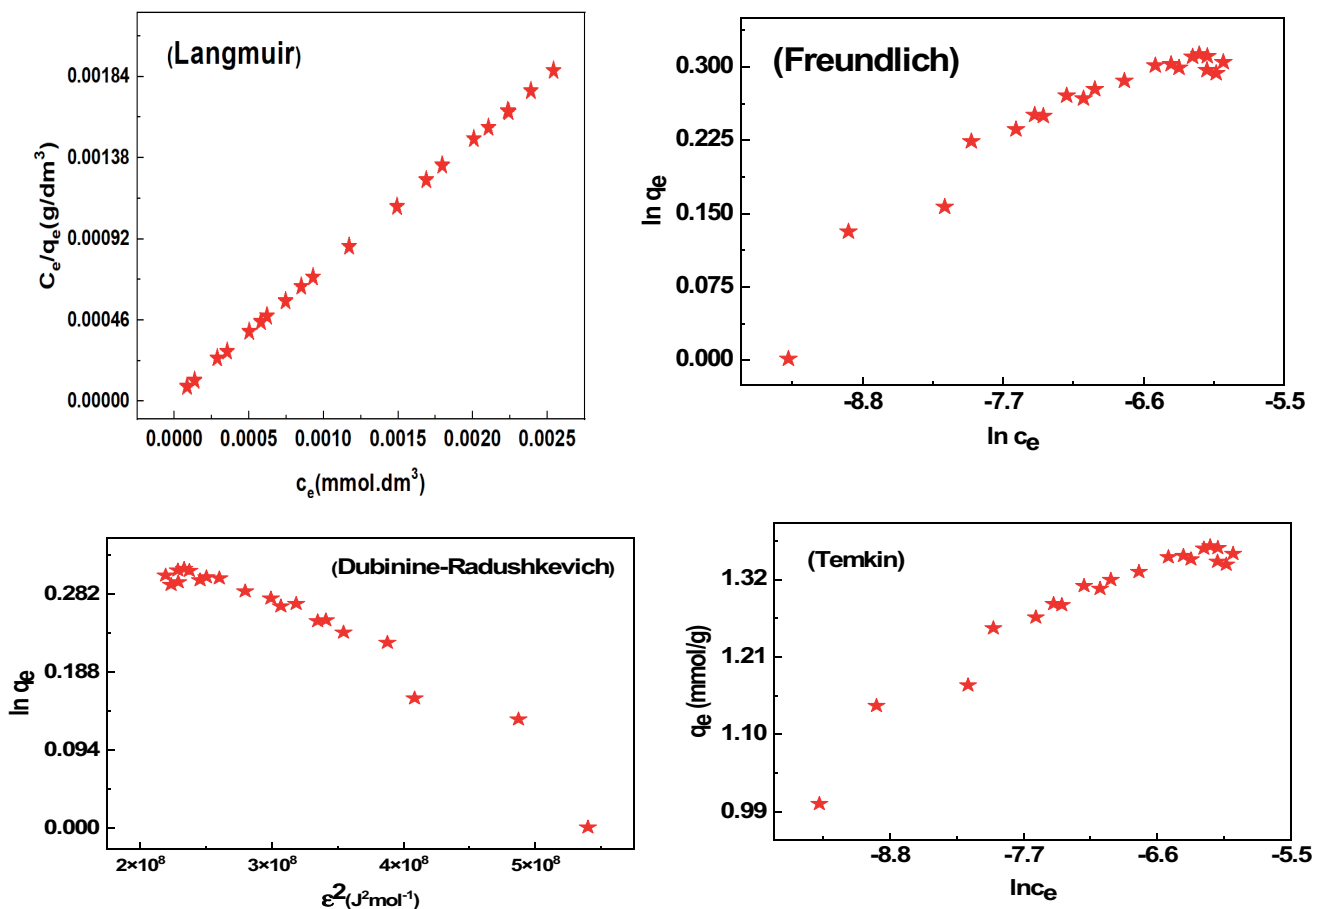 (Langmuir)
0.00184
0.00138
0.00092
0.00046
0.00000
Ce/qe(g/dm³)
0.0000 0.0005 0.0010 0.0015 0.0020 0.0025
ce(mmol.dm³)
(Freundlich)
0.300
0.225
0.150
0.075
0.000
ln qe
-8.8 -7.7 -6.6 -5.5
ln ce
(Dubinine-Radushkevich)
0.282
0.188
0.094
0.000
ln qe
2×10⁸ 3×10⁸ 4×10⁸ 5×10⁸
ε²(J²mol⁻¹)
(Temkin)
1.32
1.21
1.10
0.99
qe (mmol/g)
-8.8 -7.7 -6.6 -5.5
lnce